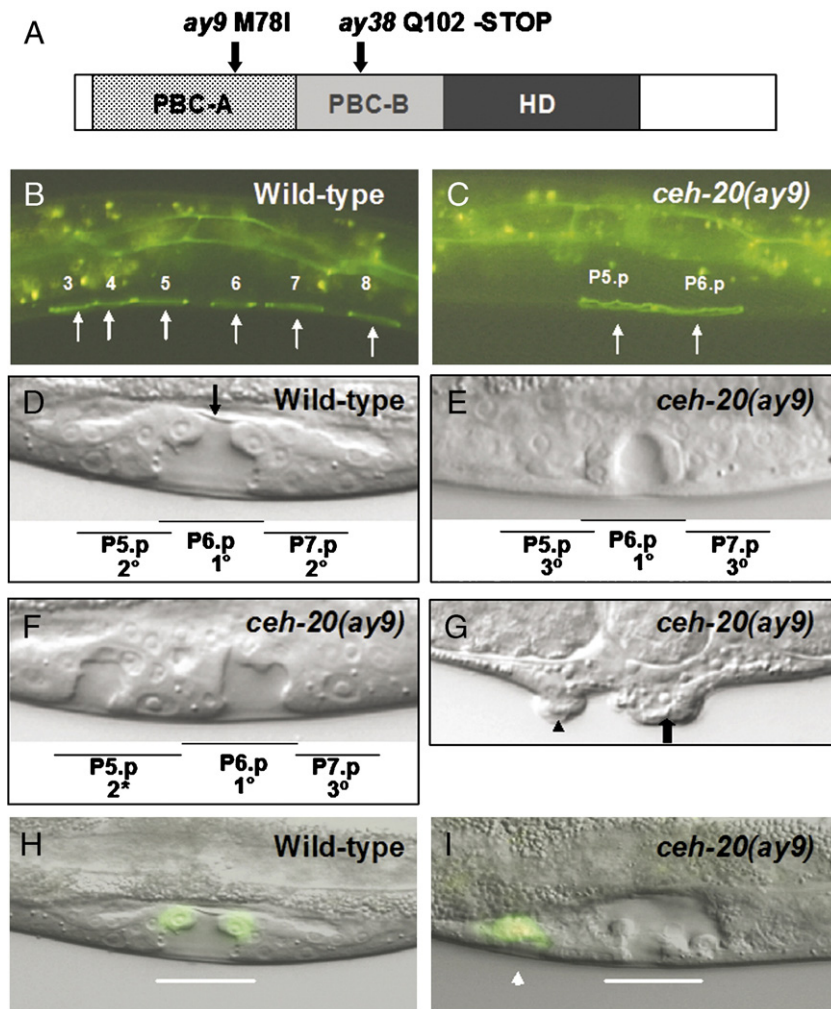 A
ay9 M78I ay38 Q102 -STOP
PBC-A PBC-B HD
B Wild-type
3 4 5 6 7 8
C ceh-20(ay9)
P5.p P6.p
D Wild-type
P5.p P6.p P7.p
2° 1° 2°
E ceh-20(ay9)
P5.p P6.p P7.p
3° 1° 3°
F ceh-20(ay9)
P5.p P6.p P7.p
2* 1° 3°
G ceh-20(ay9)
H Wild-type
I ceh-20(ay9)